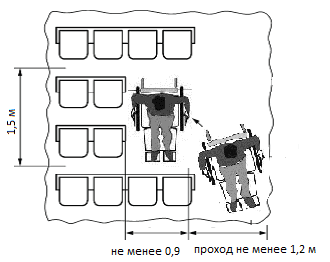 1,5 м
не менее 0,9
проход не менее 1,2 м